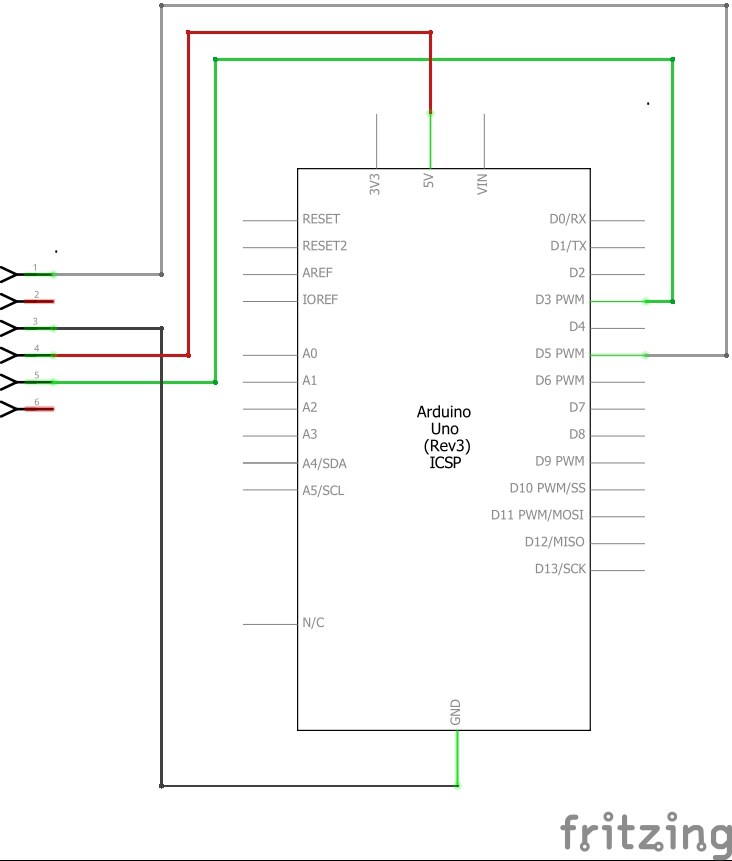 3V3
5V
VIN
RESET
D0/RX
RESET2
D1/TX
1
AREF
D2
2
IOREF
D3 PWM
3
D4
4
A0
D5 PWM
5
A1
D6 PWM
6
A2
D7
A3
D8
Arduino
Uno
(Rev3)
ICSP
A4/SDA
D9 PWM
A5/SCL
D10 PWM/SS
D11 PWM/MOSI
D12/MISO
D13/SCK
N/C
GND
fritzing